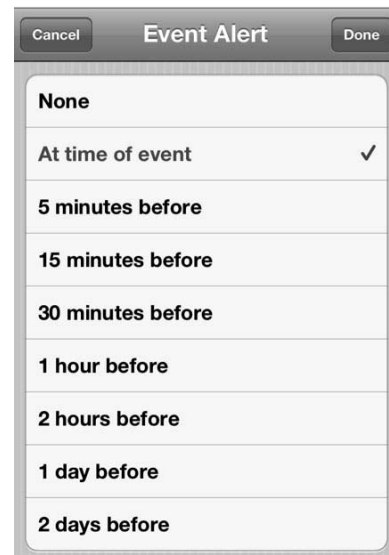 Cancel Event Alert Done
None
At time of event
5 minutes before
15 minutes before
30 minutes before
1 hour before
2 hours before
1 day before
2 days before